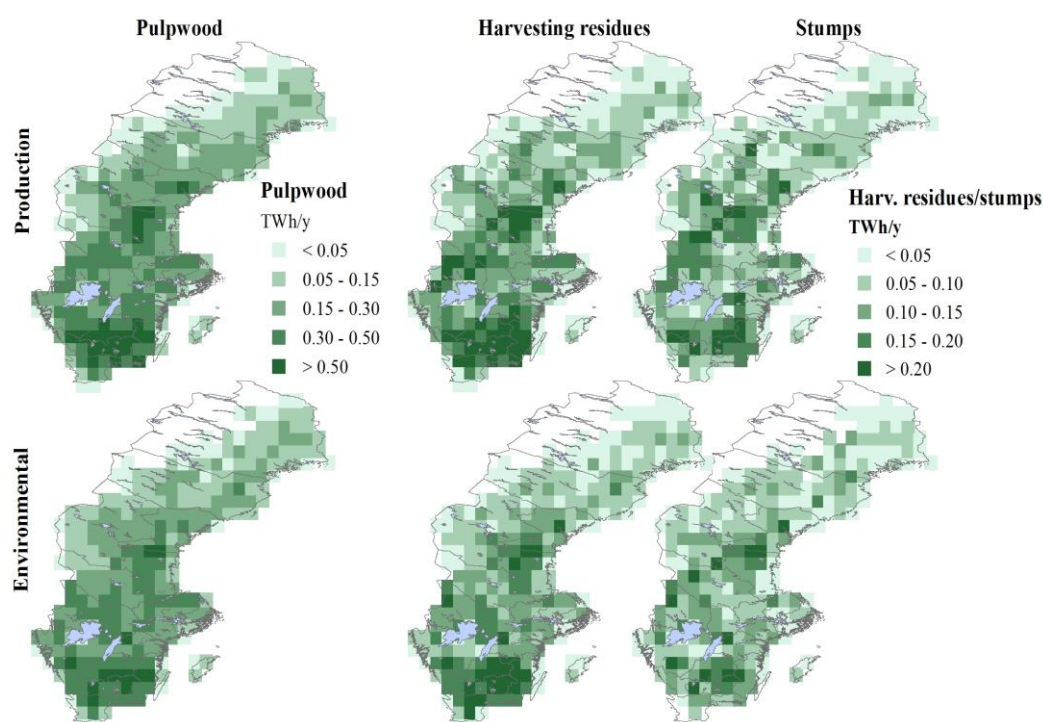 Pulpwood
Harvesting residues
Stumps
Production
Pulpwood
TWh/y
< 0.05
0.05 - 0.15
0.15 - 0.30
0.30 - 0.50
> 0.50
Harv. residues/stumps
TWh/y
< 0.05
0.05 - 0.10
0.10 - 0.15
0.15 - 0.20
> 0.20
Environmental